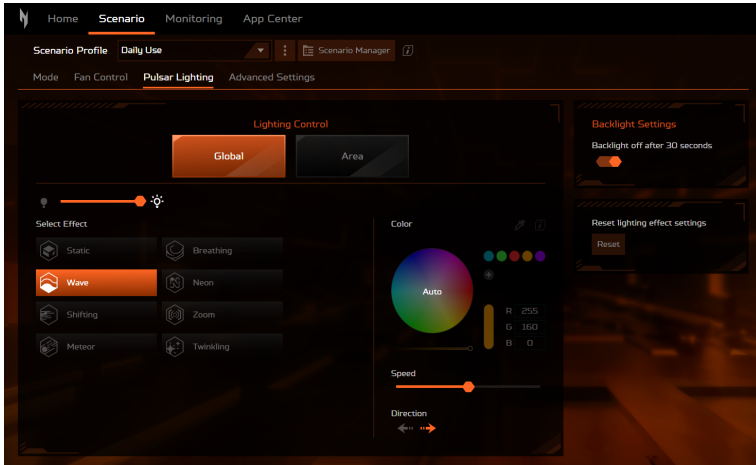 Home Scenario Monitoring App Center
Scenario Profile Daily Use Scenario Manager
Mode Fan Control Pulsar Lighting Advanced Settings
Lighting Control
Global Area
Select Effect
Static Breathing
Wave Neon
Shifting Zoom
Meteor Twinkling
Color
Auto
R 255
G 160
B 0
Speed
Direction
Backlight Settings
Backlight off after 30 seconds
Reset lighting effect settings
Reset